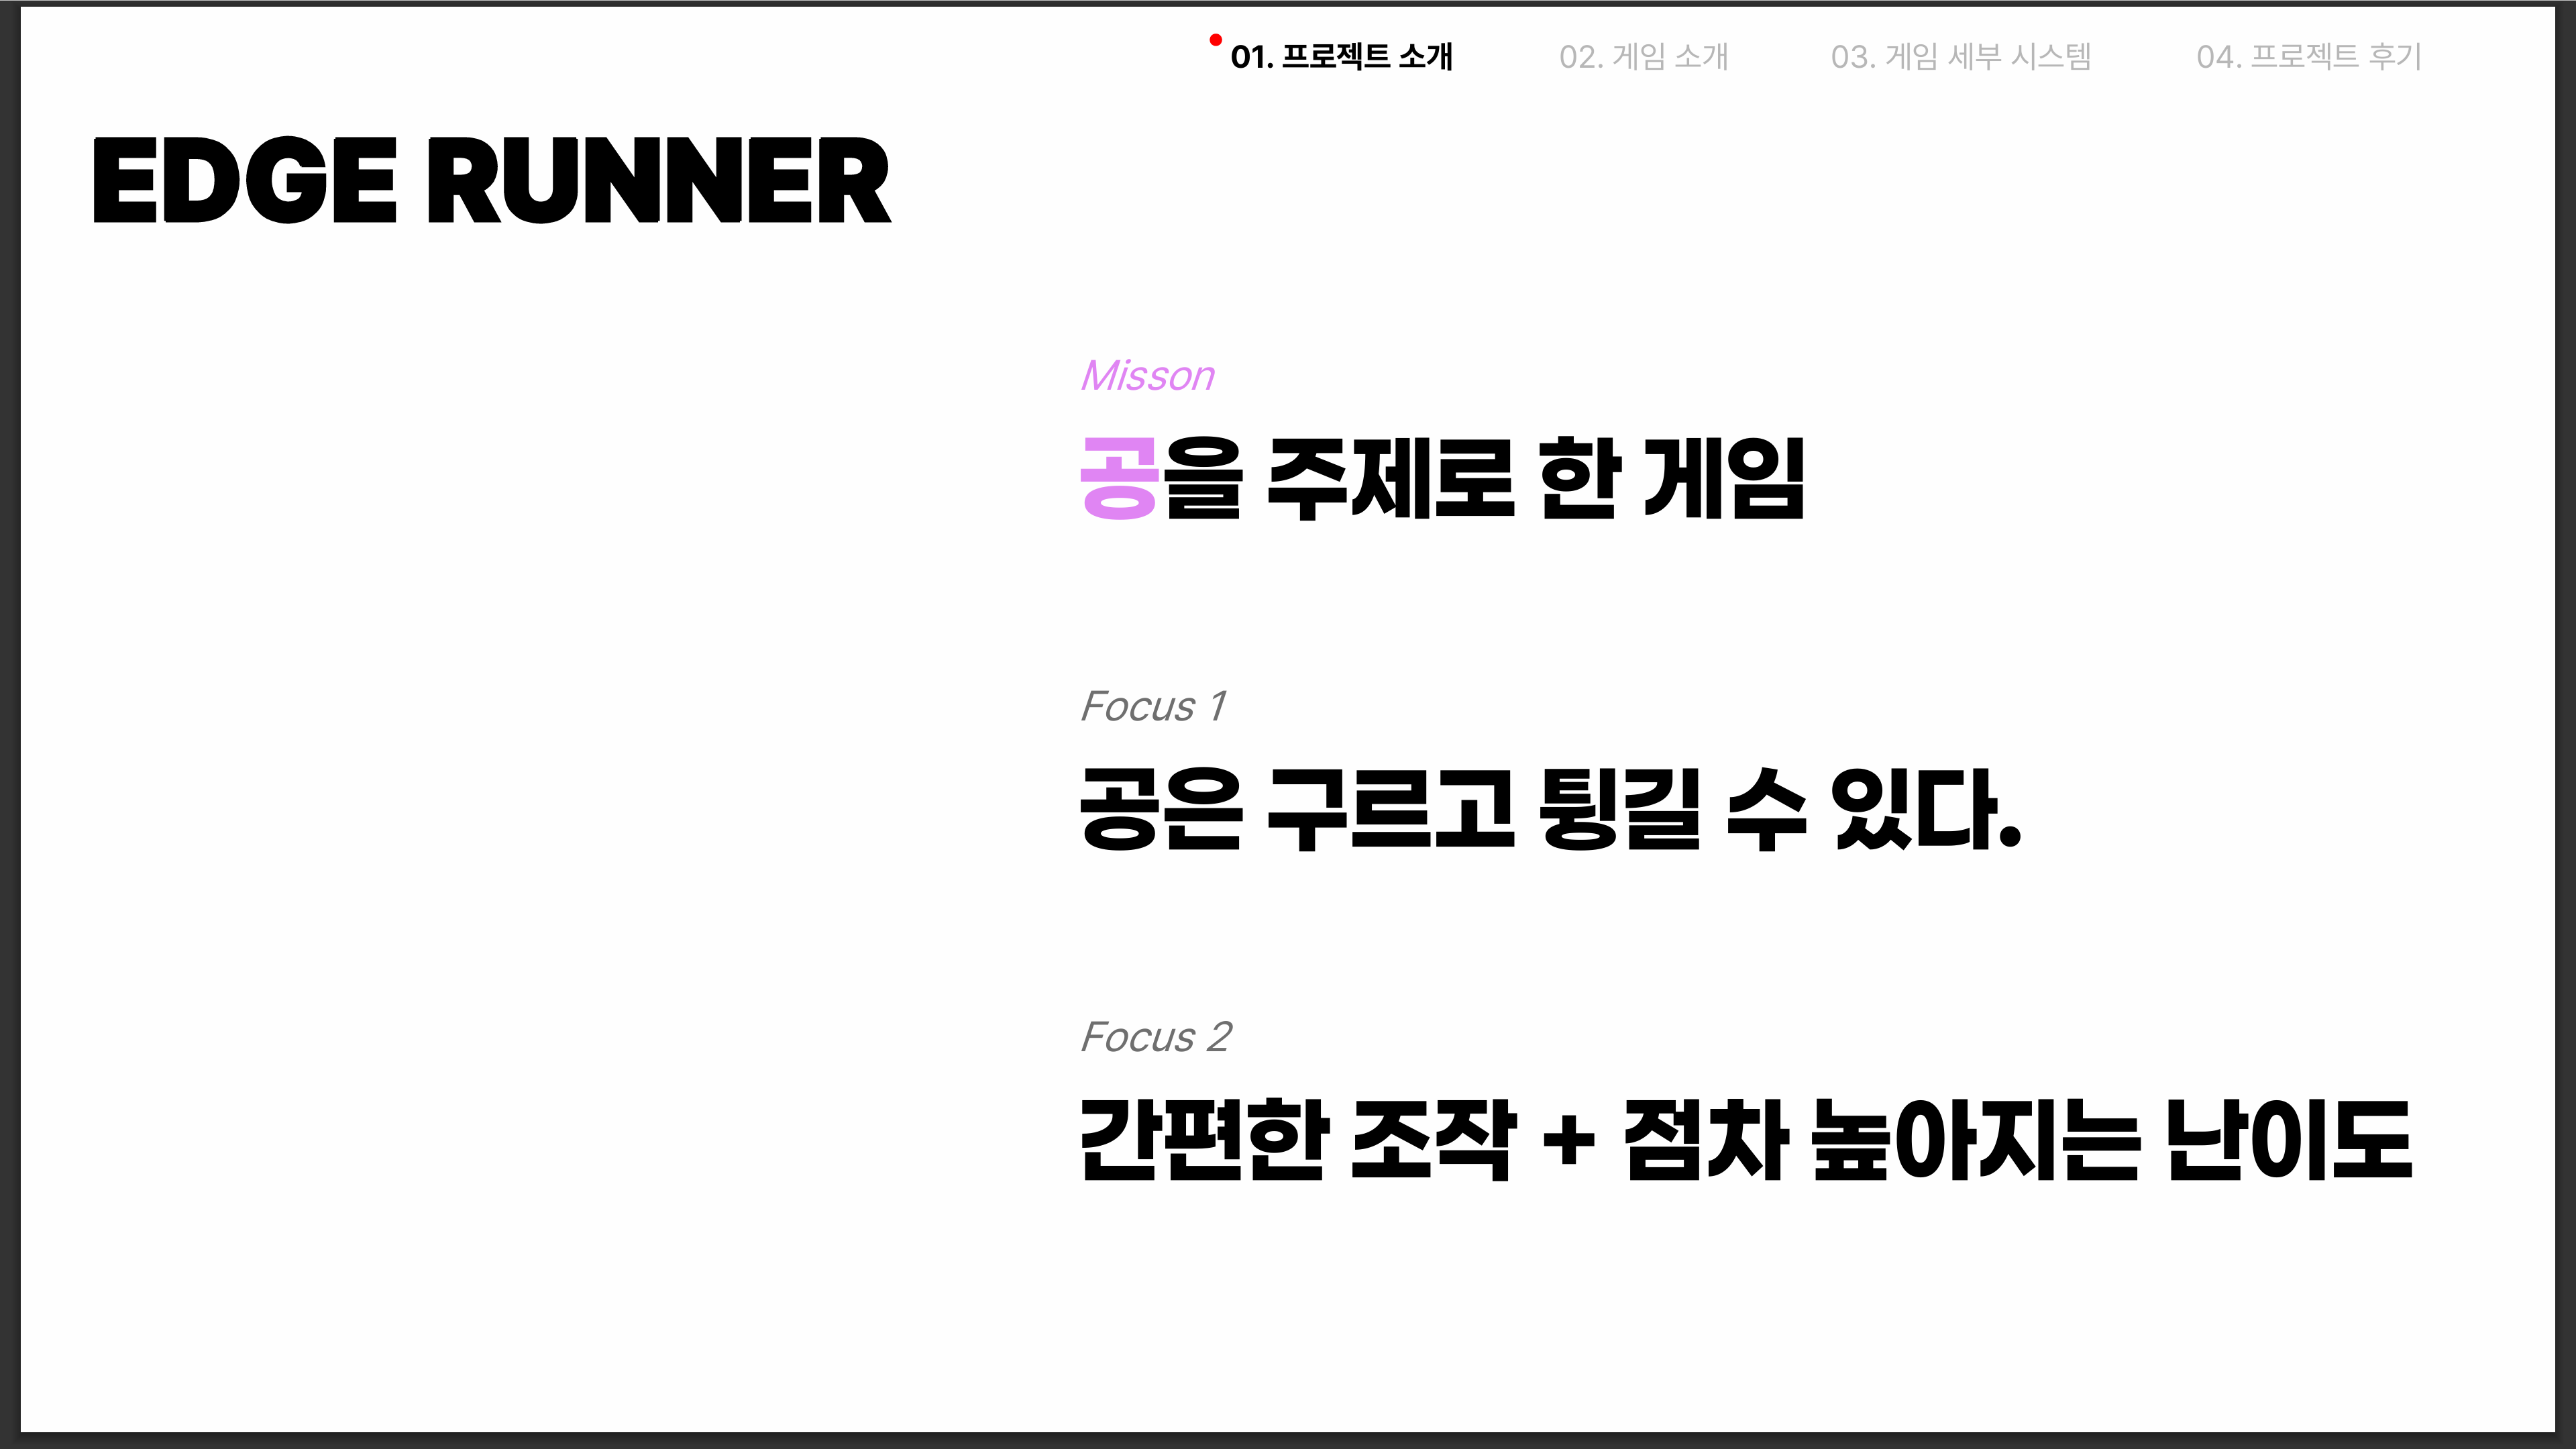 01. 프로젝트 소개 02. 게임 소개 03. 게임 세부 시스템 04. 프로젝트 후기
EDGE RUNNER
Misson
공을 주제로 한 게임
Focus 1
공은 구르고 튕길 수 있다.
Focus 2
간편한 조작 + 점차 높아지는 난이도